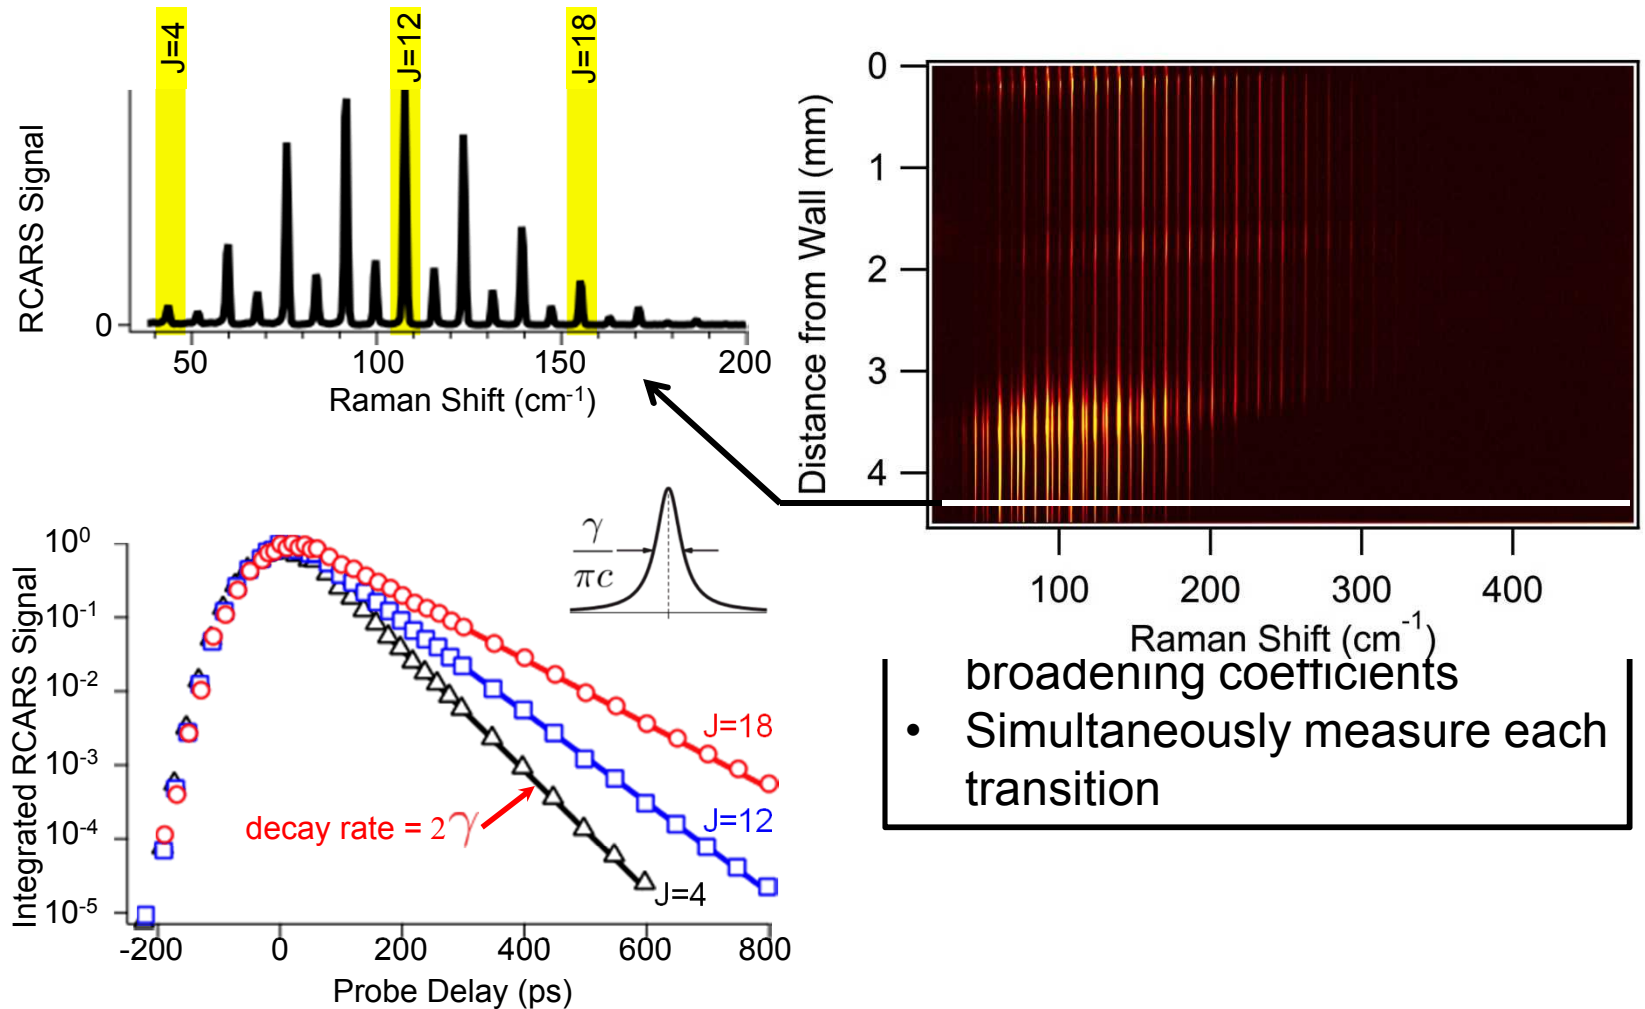 J=4
J=12
J=18
RCARS Signal
0
50
100
150
200
Raman Shift (cm-1)
Distance from Wall (mm)
0
1
2
3
4
100
200
300
400
Raman Shift (cm-1)
broadening coefficients
• Simultaneously measure each
transition
Integrated RCARS Signal
10^0
10^-1
10^-2
10^-3
10^-4
10^-5
γ
πc
J=18
J=12
J=4
decay rate = 2γ
-200
0
200
400
600
800
Probe Delay (ps)